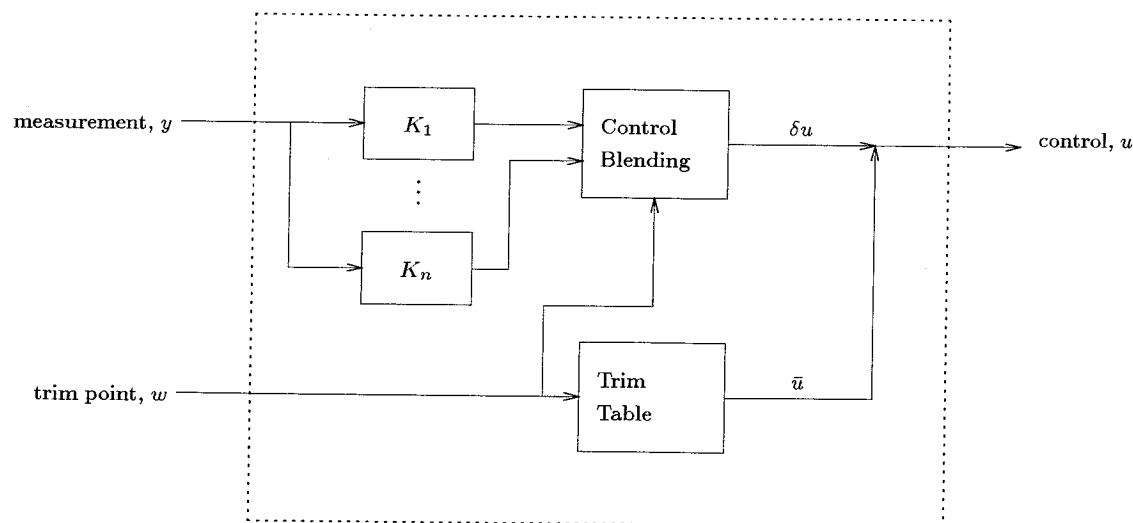 measurement, y
K₁
Control
Blending
δu
control, u
⋮
Kₙ
trim point, w
Trim
Table
ū